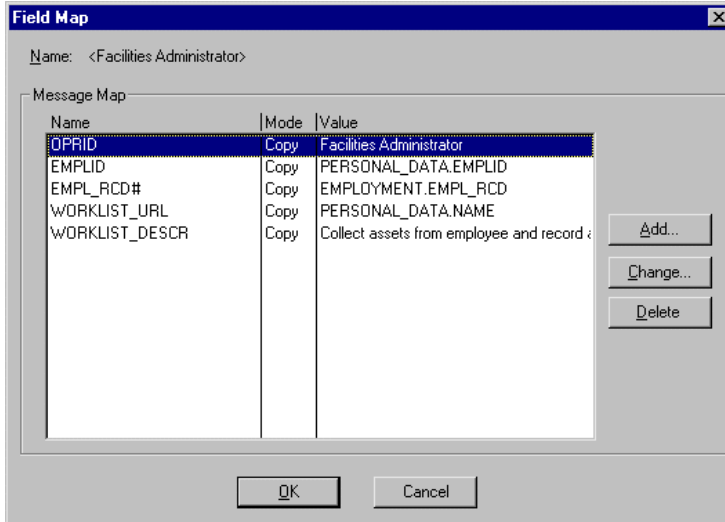 Field Map
Name: <Facilities Administrator>
Message Map
Name Mode Value
OPRID Copy Facilities Administrator
EMPLID Copy PERSONAL_DATA.EMPLID
EMPL_RCD# Copy EMPLOYMENT.EMPL_RCD
WORKLIST_URL Copy PERSONAL_DATA.NAME
WORKLIST_DESCR Copy Collect assets from employee and record
Add...
Change...
Delete
OK Cancel